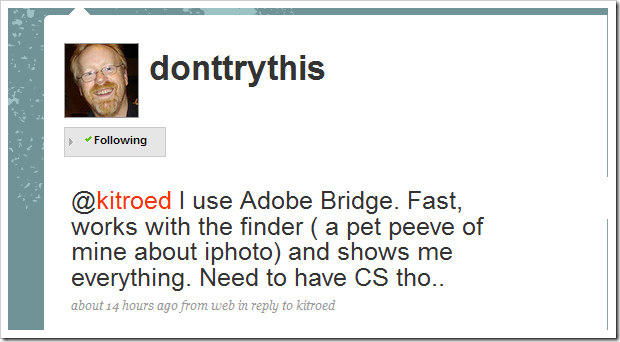 donttrythis
Following
@kitroed I use Adobe Bridge. Fast,
works with the finder ( a pet peeve of
mine about iphoto) and shows me
everything. Need to have CS tho..
about 14 hours ago from web in reply to kitroed